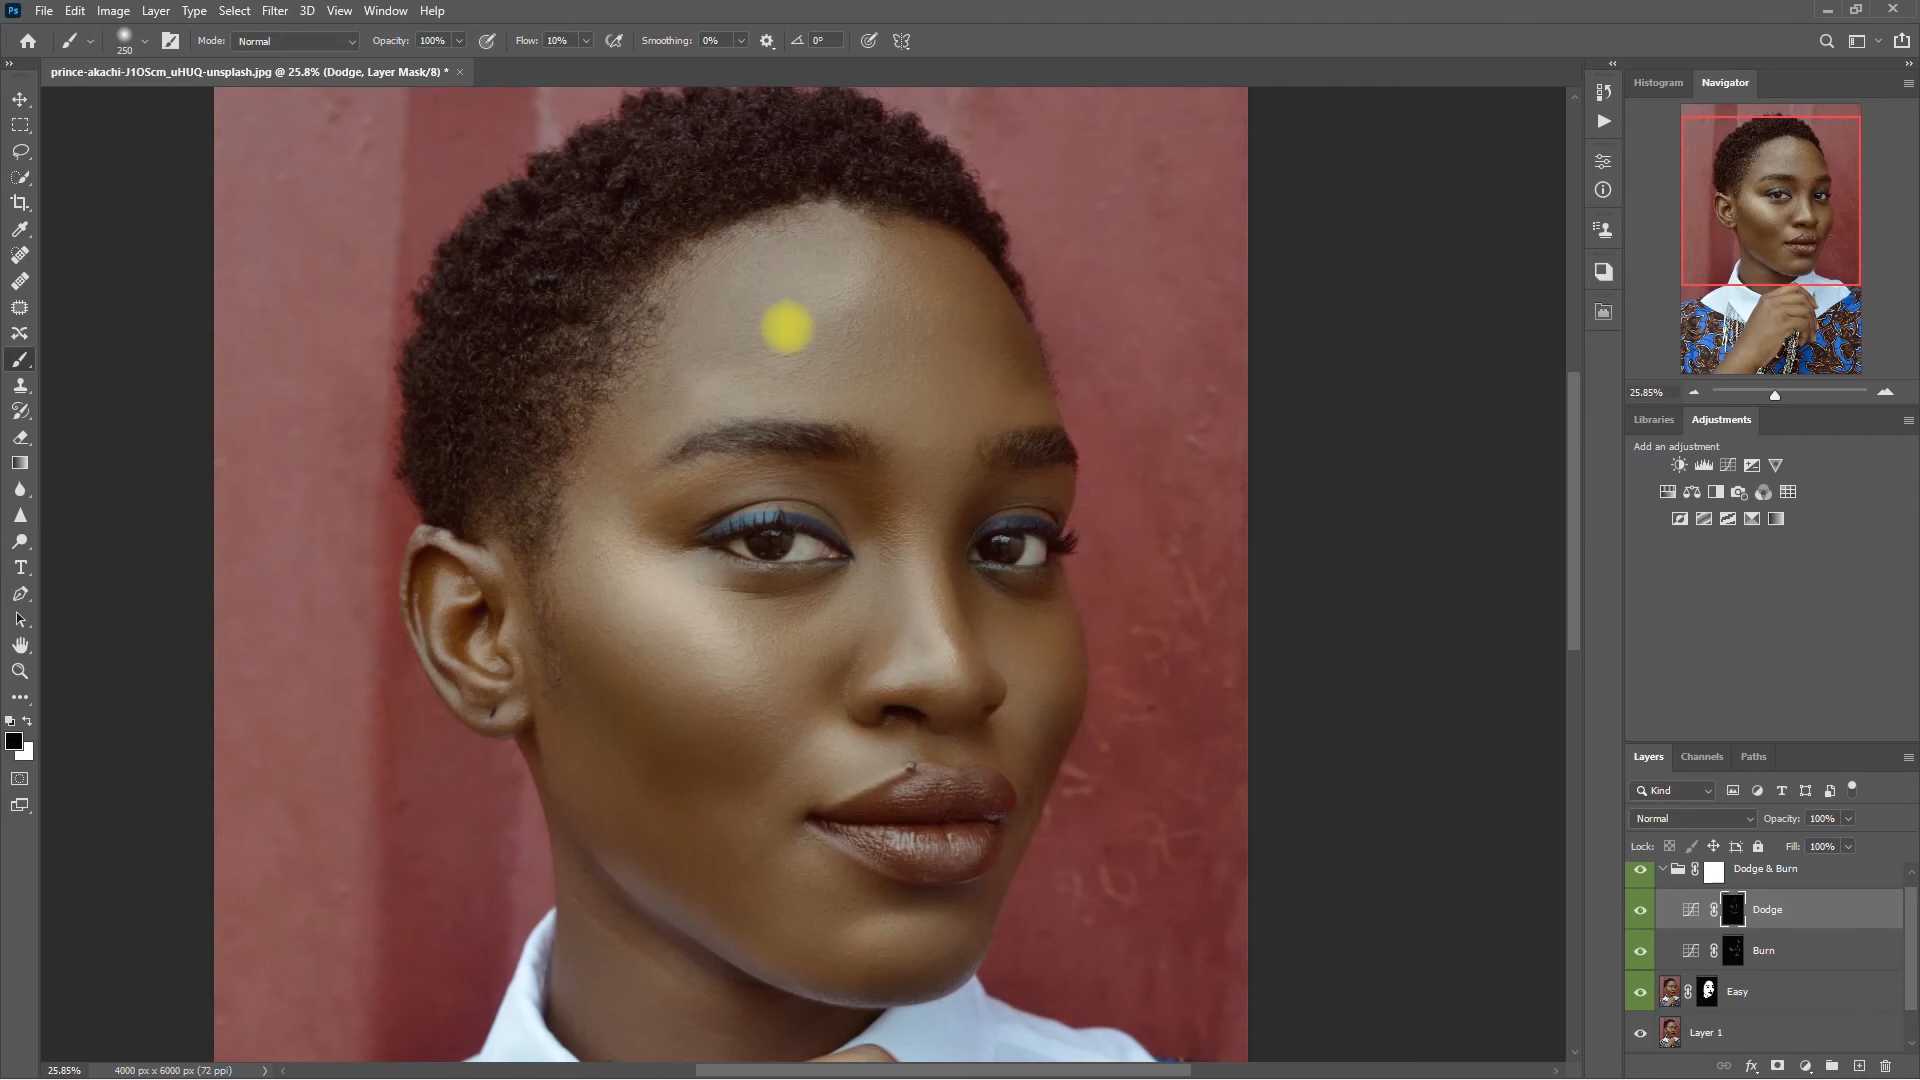 Ps File Edit Image Layer Type Select Filter 3D View Window Help
250 Mode: Normal Opacity: 100% Flow: 10% Smoothing: 0% 0°
prince-akachi-J1OScm_uHUQ-unsplash.jpg @ 25.8% (Dodge, Layer Mask/8) *
Histogram Navigator
25.85%
Libraries Adjustments
Add an adjustment
Layers Channels Paths
Kind
Normal Opacity: 100%
Lock: Fill: 100%
Dodge & Burn
Dodge
Burn
Easy
Layer 1
25.85% 4000 px x 6000 px (72 ppi)